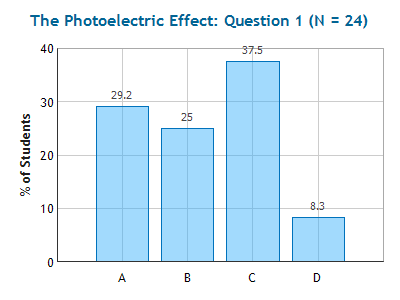 The Photoelectric Effect: Question 1 (N = 24)
% of Students
40
30
20
10
0
29.2
25
37.5
8.3
A
B
C
D